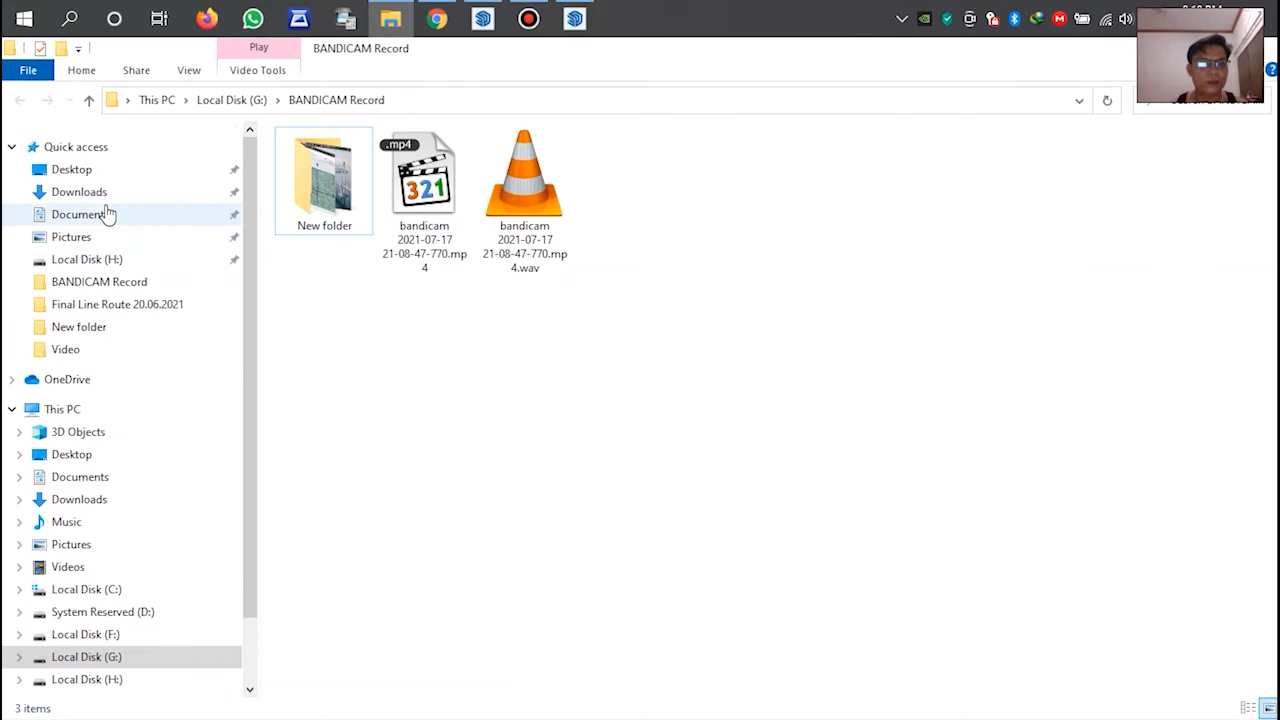 Play
BANDICAM Record
File
Home
Share
View
Video Tools
This PC
Local Disk (G:)
BANDICAM Record
Quick access
Desktop
Downloads
Document
Pictures
Local Disk (H:)
BANDICAM Record
Final Line Route 20.06.2021
New folder
Video
OneDrive
This PC
3D Objects
Desktop
Documents
Downloads
Music
Pictures
Videos
Local Disk (C:)
System Reserved (D:)
Local Disk (F:)
Local Disk (G:)
Local Disk (H:)
New folder
.mp4
321
bandicam
2021-07-17
21-08-47-770.mp
4
bandicam
2021-07-17
21-08-47-770.mp
4.wav
3 items